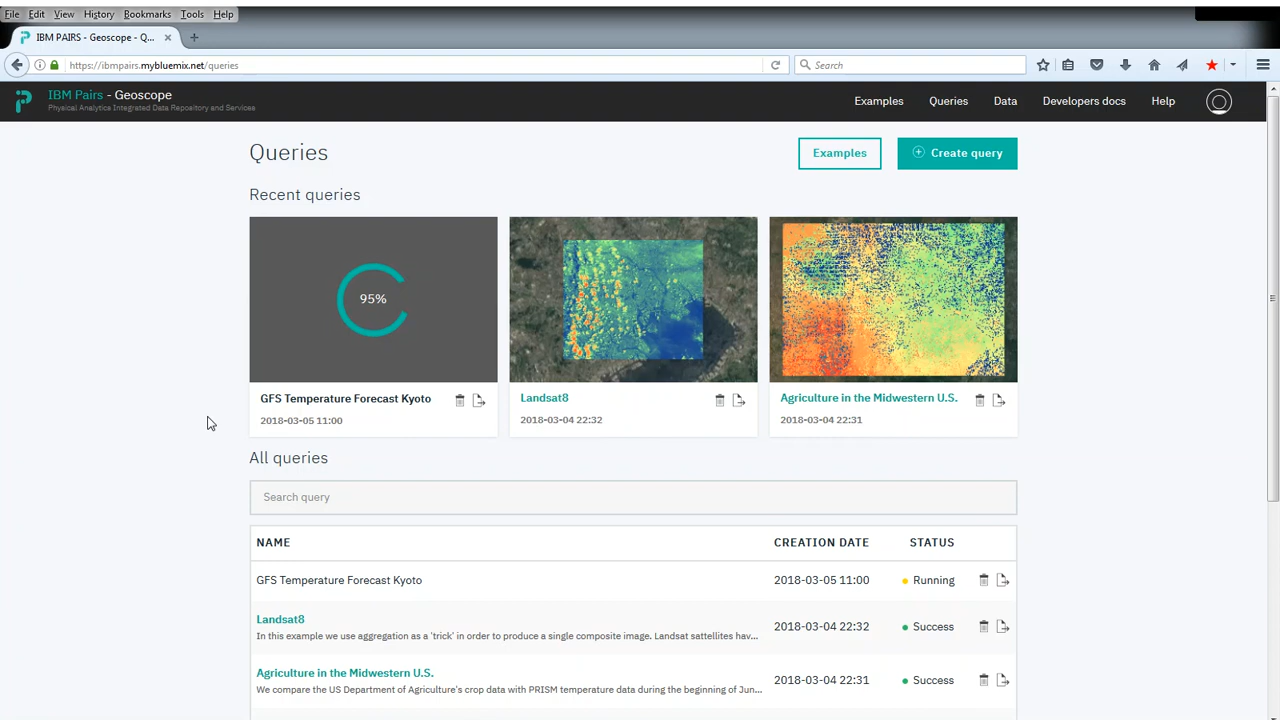 File Edit View History Bookmarks Tools Help
IBM PAIRS - Geoscope - Q...
https://ibmpairs.mybluemix.net/queries
Search
IBM Pairs - Geoscope
Physical Analytics Integrated Data Repository and Services
Examples Queries Data Developers docs Help
Queries
Examples
Create query
Recent queries
95%
GFS Temperature Forecast Kyoto
2018-03-05 11:00
Landsat8
2018-03-04 22:32
Agriculture in the Midwestern U.S.
2018-03-04 22:31
All queries
Search query
NAME CREATION DATE STATUS
GFS Temperature Forecast Kyoto 2018-03-05 11:00 Running
Landsat8
In this example we use aggregation as a 'trick' in order to produce a single composite image. Landsat sattellites hav...
2018-03-04 22:32 Success
Agriculture in the Midwestern U.S.
We compare the US Department of Agriculture's crop data with PRISM temperature data during the beginning of Jun...
2018-03-04 22:31 Success